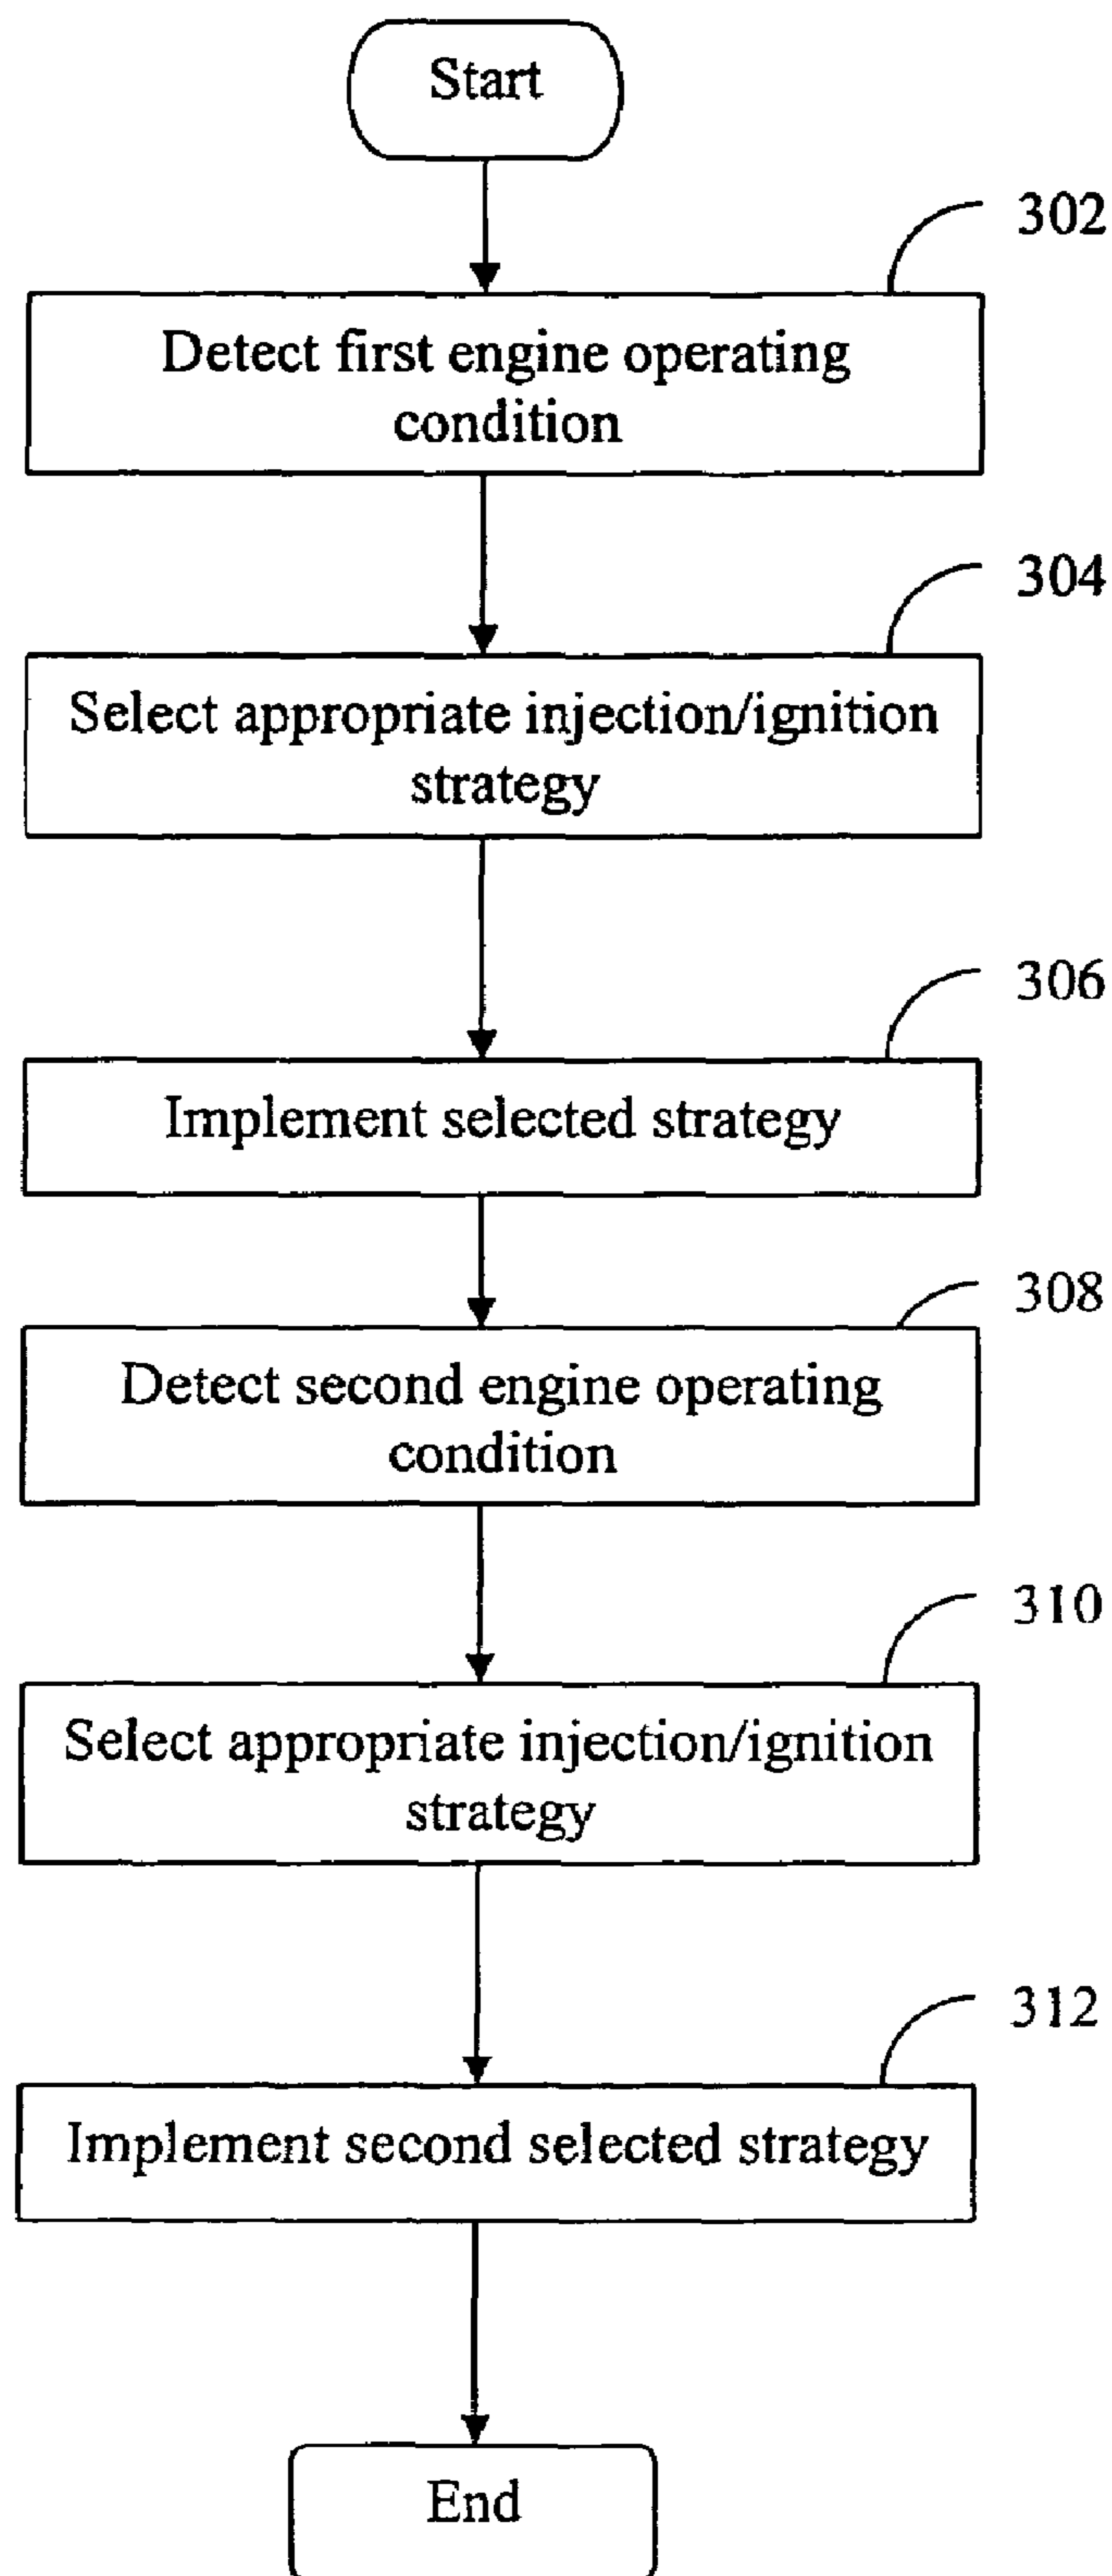 Start
302
Detect first engine operating
condition
304
Select appropriate injection/ignition
strategy
306
Implement selected strategy
308
Detect second engine operating
condition
310
Select appropriate injection/ignition
strategy
312
Implement second selected strategy
End